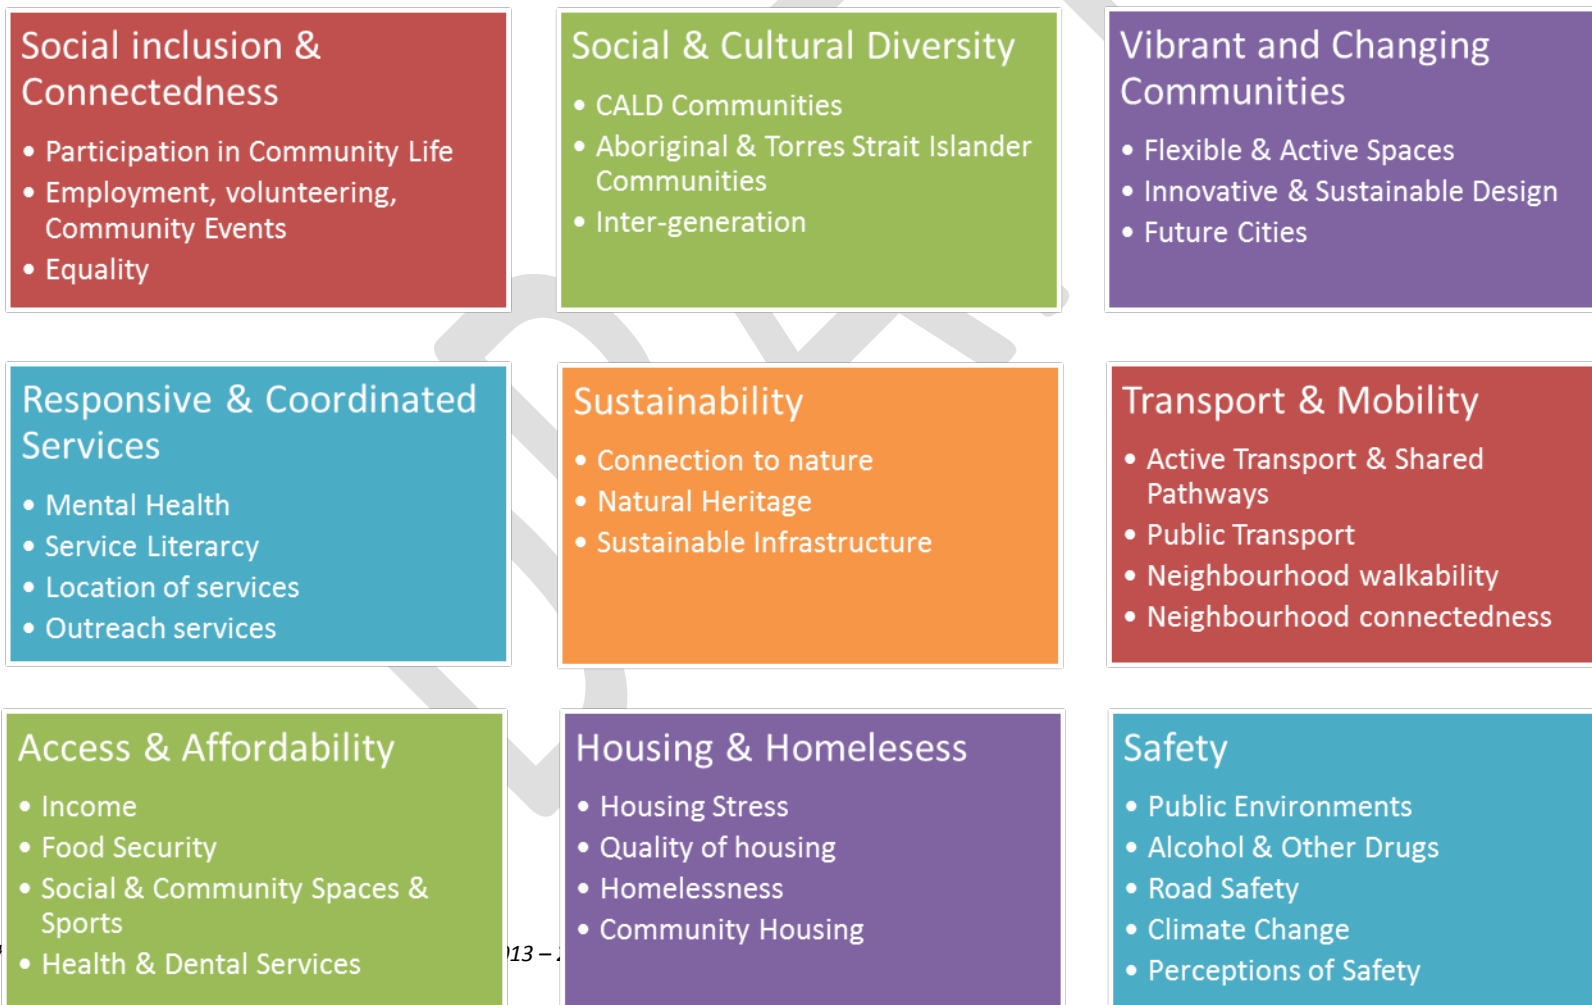 Social inclusion &
Connectedness
• Participation in Community Life
• Employment, volunteering,
Community Events
• Equality
Social & Cultural Diversity
• CALD Communities
• Aboriginal & Torres Strait Islander
Communities
• Inter-generation
Vibrant and Changing
Communities
• Flexible & Active Spaces
• Innovative & Sustainable Design
• Future Cities
Responsive & Coordinated
Services
• Mental Health
• Service Literarcy
• Location of services
• Outreach services
Sustainability
• Connection to nature
• Natural Heritage
• Sustainable Infrastructure
Transport & Mobility
• Active Transport & Shared
Pathways
• Public Transport
• Neighbourhood walkability
• Neighbourhood connectedness
Access & Affordability
• Income
• Food Security
• Social & Community Spaces &
Sports
• Health & Dental Services
Housing & Homelesess
• Housing Stress
• Quality of housing
• Homelessness
• Community Housing
Safety
• Public Environments
• Alcohol & Other Drugs
• Road Safety
• Climate Change
• Perceptions of Safety